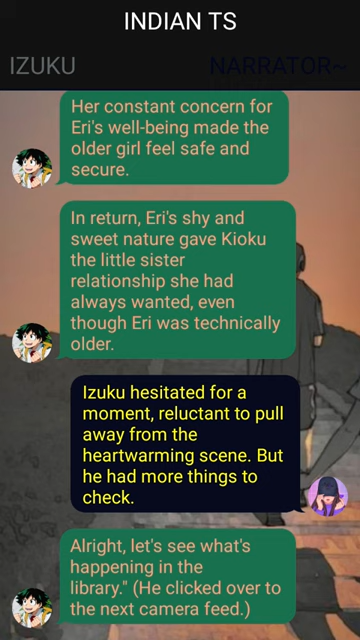 INDIAN TS
IZUKU
NARRATOR~
Her constant concern for
Eri's well-being made the
older girl feel safe and
secure.
In return, Eri's shy and
sweet nature gave Kioku
the little sister
relationship she had
always wanted, even
though Eri was technically
older.
Izuku hesitated for a
moment, reluctant to pull
away from the
heartwarming scene. But
he had more things to
check.
Alright, let's see what's
happening in the
library." (He clicked over to
the next camera feed.)